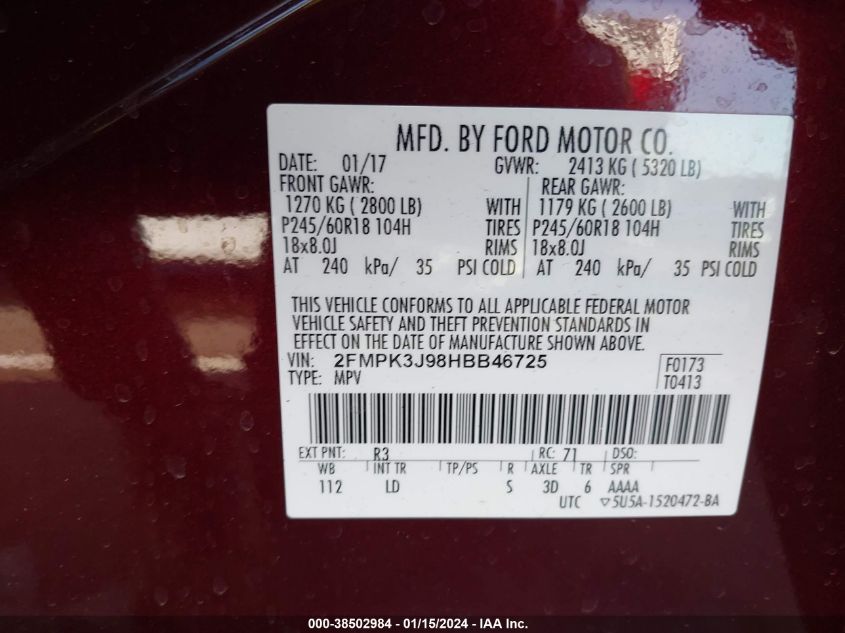 MFD. BY FORD MOTOR CO.
DATE: 01/17 GVWR: 2413 KG ( 5320 LB)
FRONT GAWR: REAR GAWR:
1270 KG ( 2800 LB) WITH 1179 KG ( 2600 LB) WITH
P245/60R18 104H TIRES P245/60R18 104H TIRES
18x8.0J RIMS 18x8.0J RIMS
AT 240 kPa/ 35 PSI COLD AT 240 kPa/ 35 PSI COLD
THIS VEHICLE CONFORMS TO ALL APPLICABLE FEDERAL MOTOR
VEHICLE SAFETY AND THEFT PREVENTION STANDARDS IN
EFFECT ON THE DATE OF MANUFACTURE SHOWN ABOVE.
VIN: 2FMPK3J98HBB46725 F0173
TYPE: MPV T0413
EXT PNT: R3 RC: 71 DSO:
WB INT TR TP/PS R AXLE TR SPR
112 LD S 3D 6 AAAA
UTC ▽5U5A-1520472-BA
000-38502984 - 01/15/2024 - IAA Inc.